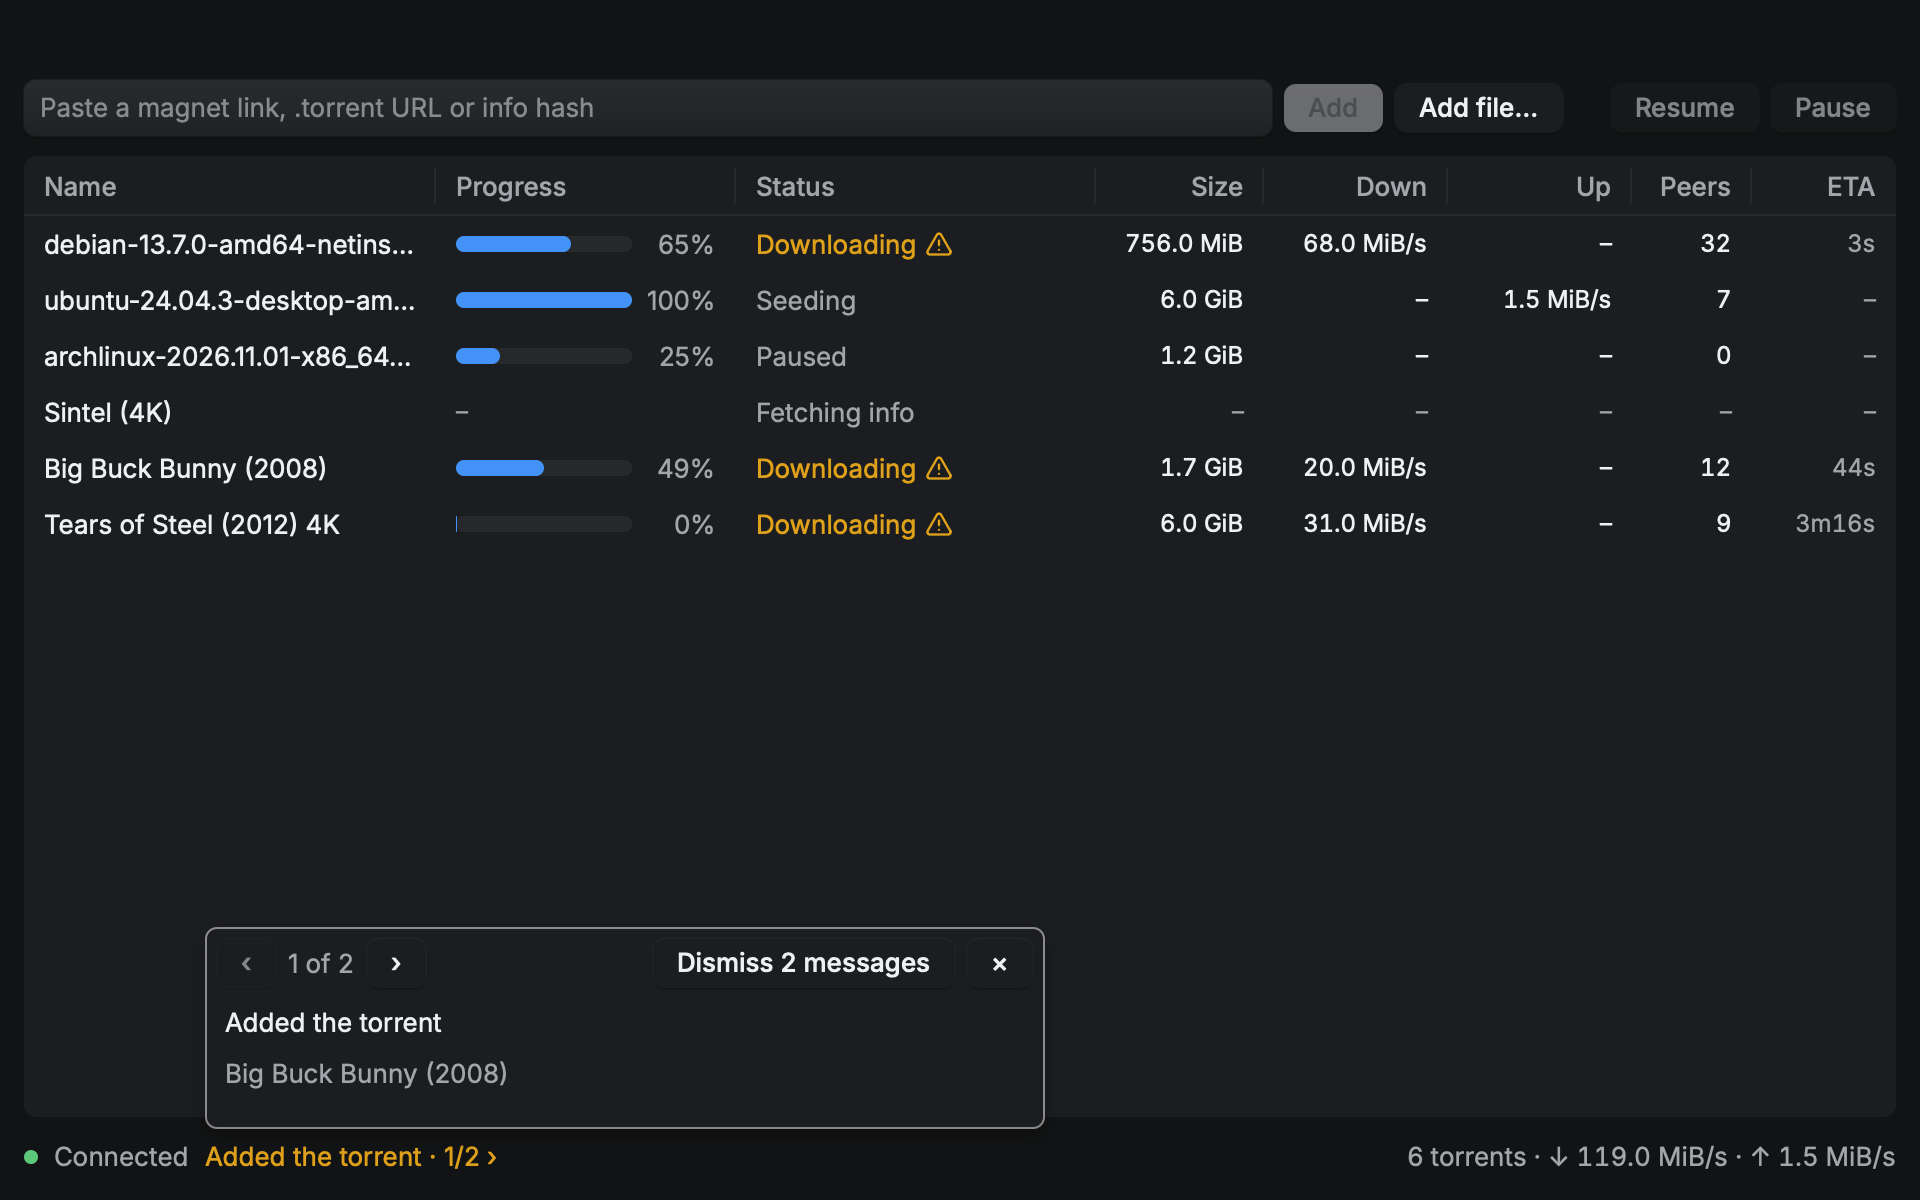 Paste a magnet link, .torrent URL or info hash Add Add file... Resume Pause
Name Progress Status Size Down Up Peers ETA
debian-13.7.0-amd64-netins... 65% Downloading 756.0 MiB 68.0 MiB/s – 32 3s
ubuntu-24.04.3-desktop-am... 100% Seeding 6.0 GiB – 1.5 MiB/s 7 –
archlinux-2026.11.01-x86_64... 25% Paused 1.2 GiB – – 0 –
Sintel (4K) – Fetching info – – – – –
Big Buck Bunny (2008) 49% Downloading 1.7 GiB 20.0 MiB/s – 12 44s
Tears of Steel (2012) 4K 0% Downloading 6.0 GiB 31.0 MiB/s – 9 3m16s
‹ 1 of 2 › Dismiss 2 messages ×
Added the torrent
Big Buck Bunny (2008)
Connected Added the torrent · 1/2 › 6 torrents · ↓ 119.0 MiB/s · ↑ 1.5 MiB/s